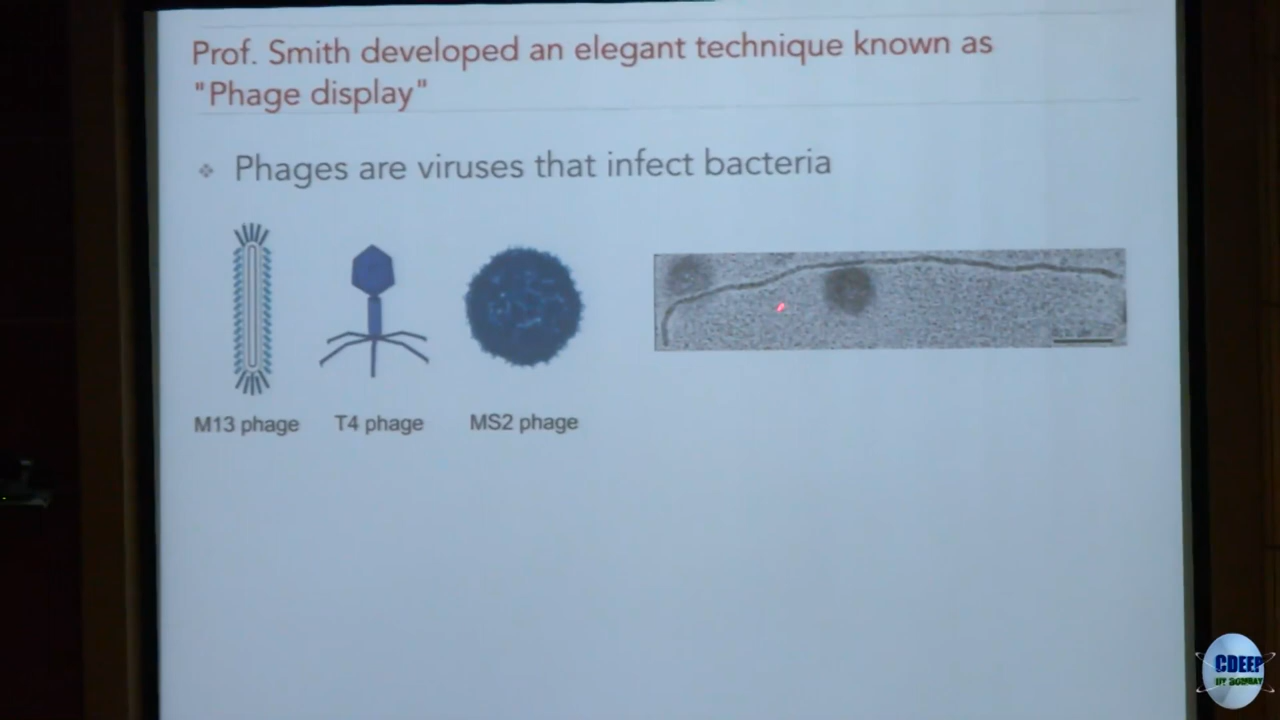 Prof. Smith developed an elegant technique known as
"Phage display"
Phages are viruses that infect bacteria
M13 phage T4 phage MS2 phage
CDEEP
IIT BOMBAY